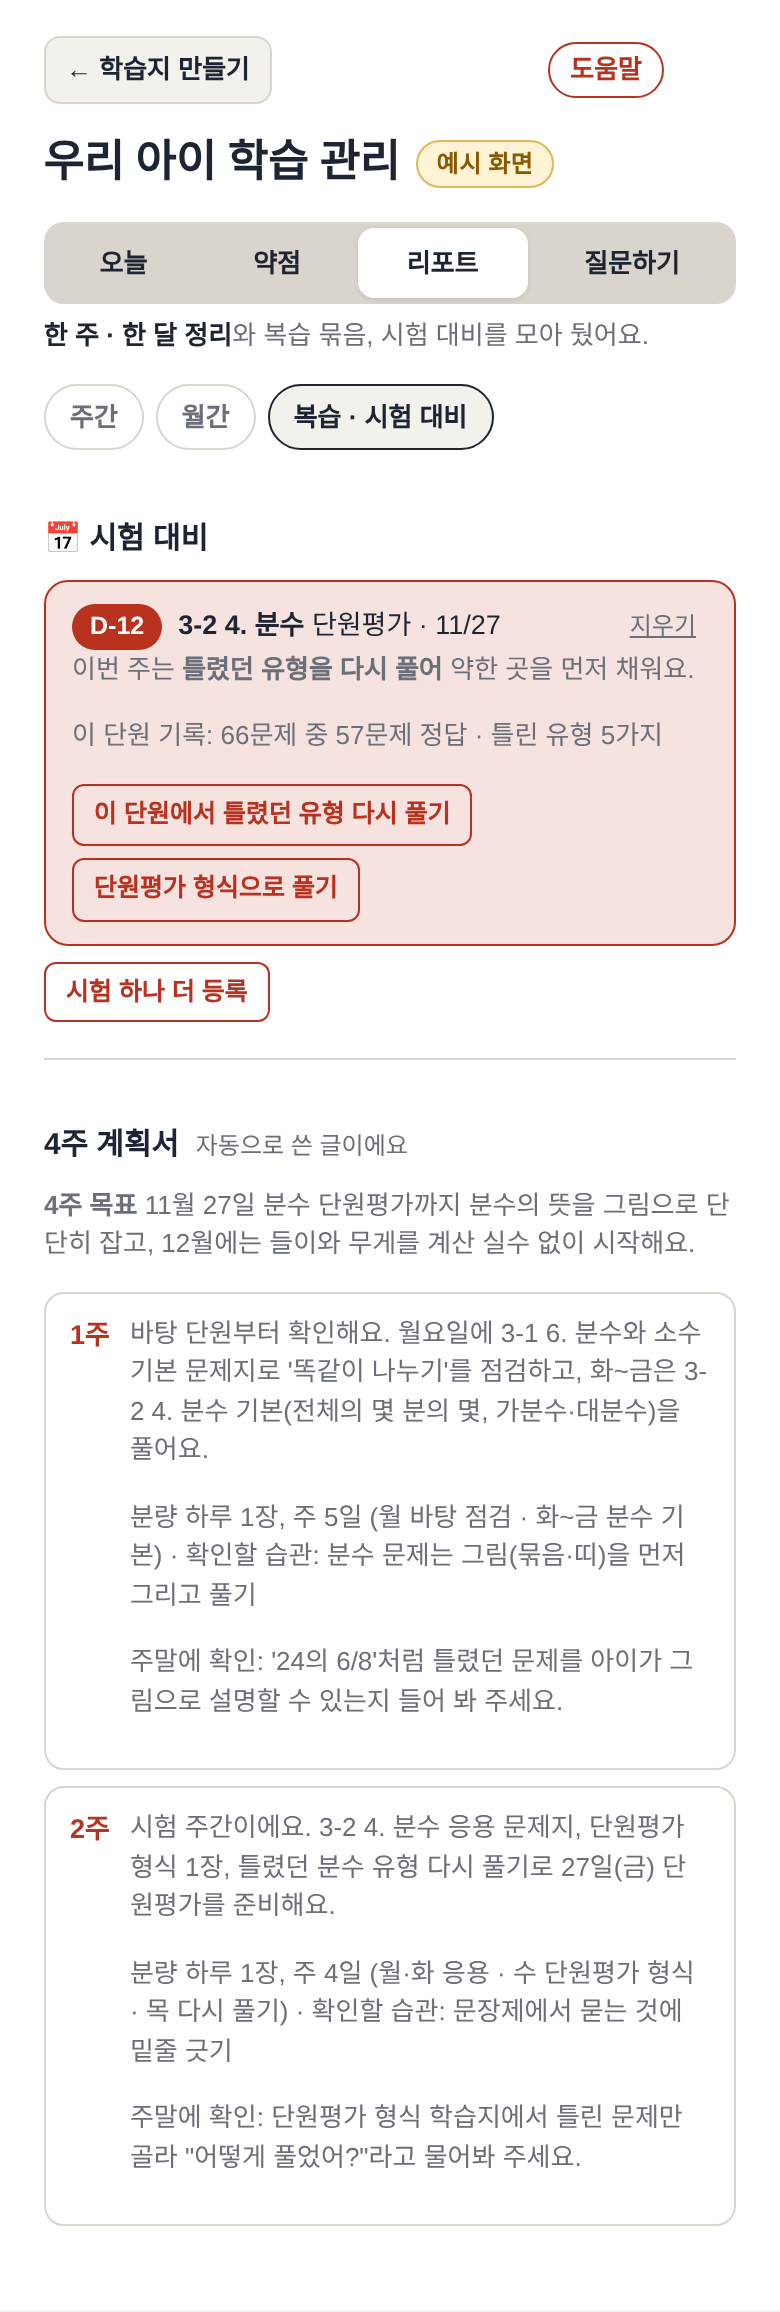 ← 학습지 만들기
도움말
우리 아이 학습 관리 예시 화면
오늘 약점 리포트 질문하기
한 주 · 한 달 정리와 복습 묶음, 시험 대비를 모아 뒀어요.
주간 월간 복습 · 시험 대비
📅 시험 대비
D-12 3-2 4. 분수 단원평가 · 11/27 지우기
이번 주는 틀렸던 유형을 다시 풀어 약한 곳을 먼저 채워요.
이 단원 기록: 66문제 중 57문제 정답 · 틀린 유형 5가지
이 단원에서 틀렸던 유형 다시 풀기
단원평가 형식으로 풀기
시험 하나 더 등록
4주 계획서 자동으로 쓴 글이에요
4주 목표 11월 27일 분수 단원평가까지 분수의 뜻을 그림으로 단
단히 잡고, 12월에는 들이와 무게를 계산 실수 없이 시작해요.
1주 바탕 단원부터 확인해요. 월요일에 3-1 6. 분수와 소수
기본 문제지로 '똑같이 나누기'를 점검하고, 화~금은 3-
2 4. 분수 기본(전체의 몇 분의 몇, 가분수·대분수)을
풀어요.
분량 하루 1장, 주 5일 (월 바탕 점검 · 화~금 분수 기
본) · 확인할 습관: 분수 문제는 그림(묶음·띠)을 먼저
그리고 풀기
주말에 확인: '24의 6/8'처럼 틀렸던 문제를 아이가 그
림으로 설명할 수 있는지 들어 봐 주세요.
2주 시험 주간이에요. 3-2 4. 분수 응용 문제지, 단원평가
형식 1장, 틀렸던 분수 유형 다시 풀기로 27일(금) 단
원평가를 준비해요.
분량 하루 1장, 주 4일 (월·화 응용 · 수 단원평가 형식
· 목 다시 풀기) · 확인할 습관: 문장제에서 묻는 것에
밑줄 긋기
주말에 확인: 단원평가 형식 학습지에서 틀린 문제만
골라 "어떻게 풀었어?"라고 물어봐 주세요.